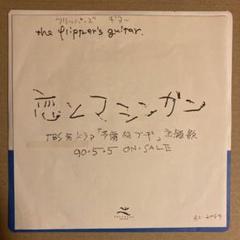 フリッパーズ ギター
the flipper's guitar.
恋とマシンガン
TBS系ドラマ「予備校ブギ」主題歌
90.5.5 ON・SALE